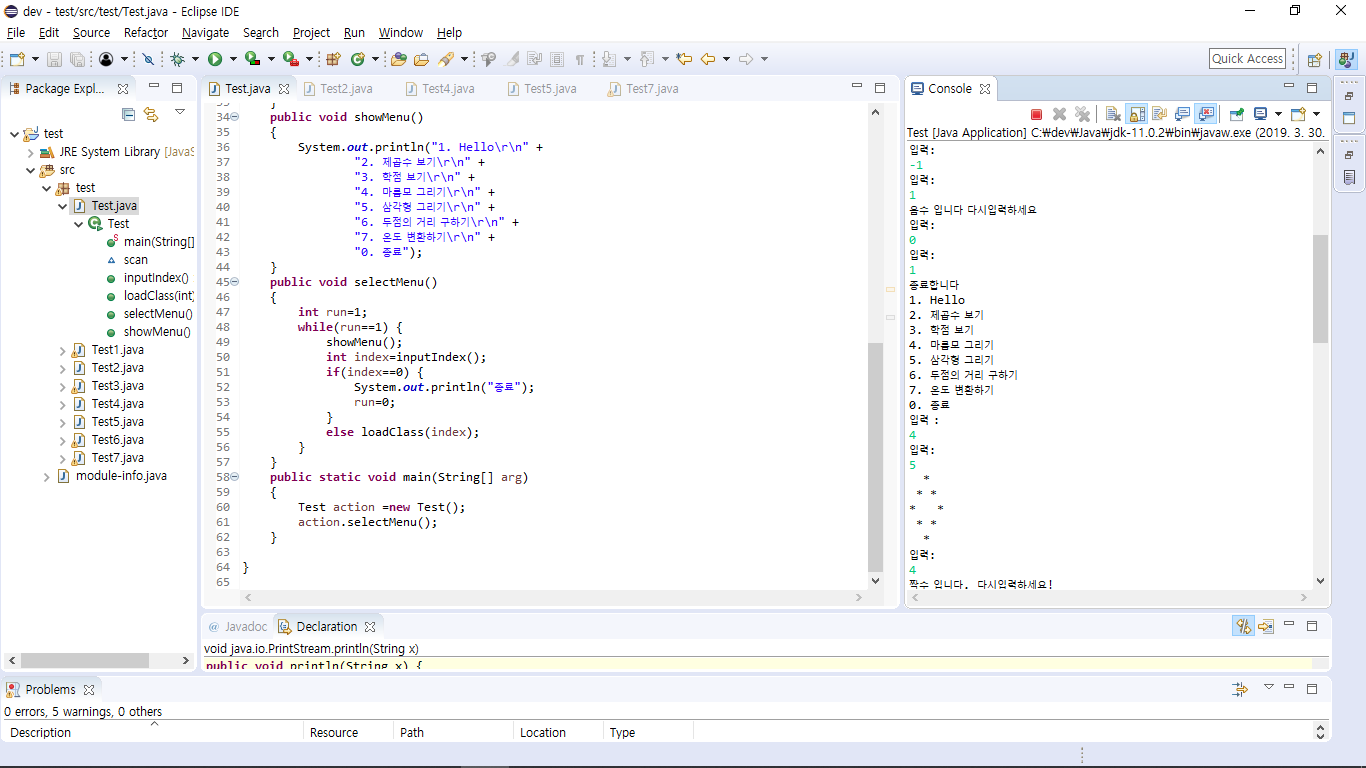 dev - test/src/test/Test.java - Eclipse IDE
File Edit Source Refactor Navigate Search Project Run Window Help
Quick Access
Package Expl...
test
JRE System Library [JavaS
src
test
Test.java
Test
main(String[]
scan
inputIndex()
loadClass(int
selectMenu()
showMenu()
Test1.java
Test2.java
Test3.java
Test4.java
Test5.java
Test6.java
Test7.java
module-info.java
Test.java Test2.java Test4.java Test5.java Test7.java
33 }
34 public void showMenu()
35 {
36 System.out.println("1. Hello\r\n" +
37 "2. 제곱수 보기\r\n" +
38 "3. 학점 보기\r\n" +
39 "4. 마름모 그리기\r\n" +
40 "5. 삼각형 그리기\r\n" +
41 "6. 두점의 거리 구하기\r\n" +
42 "7. 온도 변환하기\r\n" +
43 "0. 종료");
44 }
45 public void selectMenu()
46 {
47 int run=1;
48 while(run==1) {
49 showMenu();
50 int index=inputIndex();
51 if(index==0) {
52 System.out.println("종료");
53 run=0;
54 }
55 else loadClass(index);
56 }
57 }
58 public static void main(String[] arg)
59 {
60 Test action =new Test();
61 action.selectMenu();
62 }
63
64 }
65
Console
Test [Java Application] C:₩dev₩Java₩jdk-11.0.2₩bin₩javaw.exe (2019. 3. 30.
입력:
-1
입력:
1
음수 입니다 다시입력하세요
입력:
0
입력:
1
종료합니다
1. Hello
2. 제곱수 보기
3. 학점 보기
4. 마름모 그리기
5. 삼각형 그리기
6. 두점의 거리 구하기
7. 온도 변환하기
0. 종료
입력 :
4
입력:
5
*
* *
* *
* *
*
입력:
4
짝수 입니다. 다시입력하세요!
@ Javadoc Declaration
void java.io.PrintStream.println(String x)
public void println(String x) {
Problems
0 errors, 5 warnings, 0 others
Description Resource Path Location Type